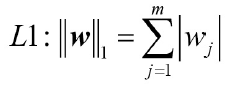 L1: ‖w‖₁ = ∑_{j=1}^{m} |w_j|